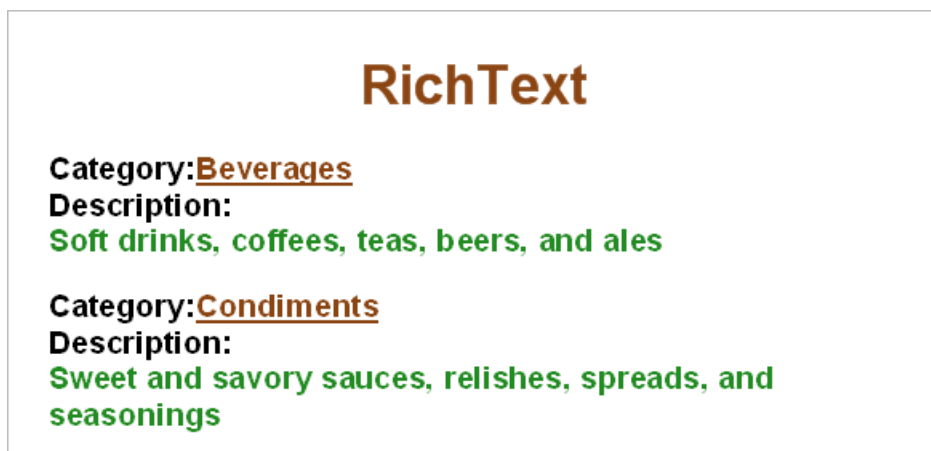 RichText
Category:Beverages
Description:
Soft drinks, coffees, teas, beers, and ales
Category:Condiments
Description:
Sweet and savory sauces, relishes, spreads, and
seasonings